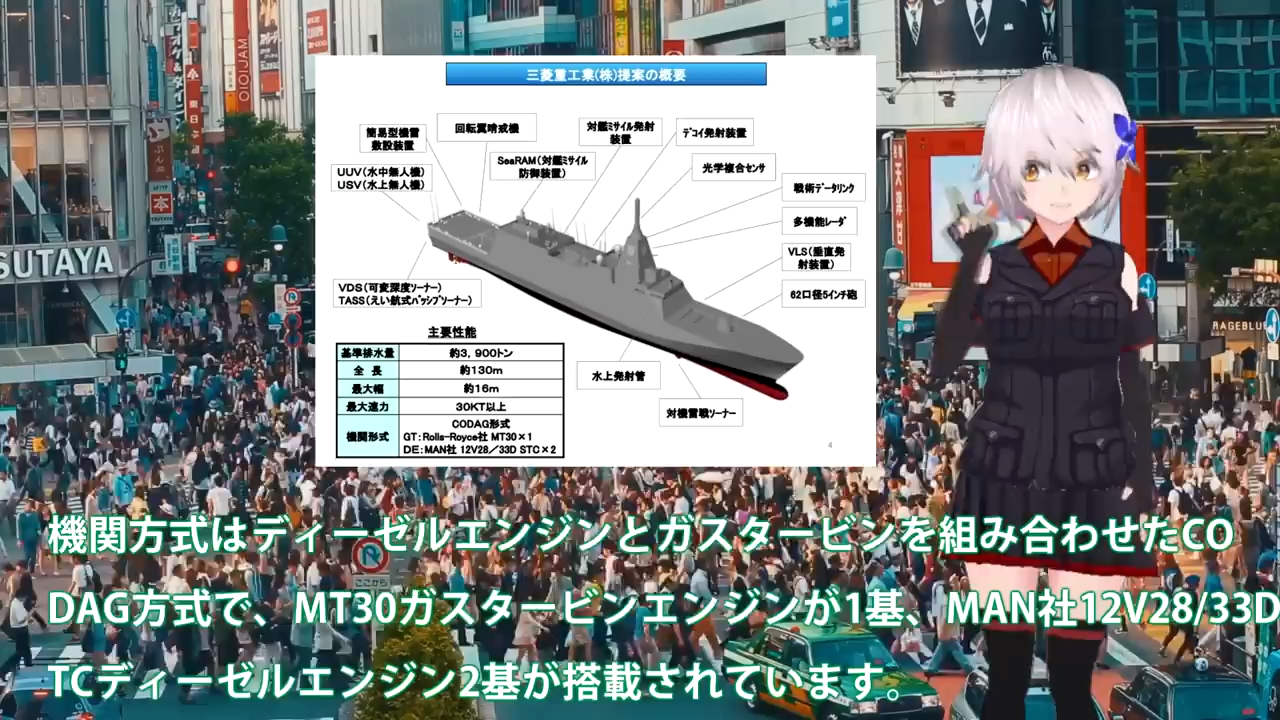 三菱重工業(株)提案の概要
簡易型機雷
敷設装置
回転翼哨戒機
対艦ミサイル発射
装置
デコイ発射装置
UUV(水中無人機)
USV(水上無人機)
SeaRAM(対艦ミサイル
防御装置)
光学複合センサ
戦術データリンク
多機能レーダ
VLS(垂直発
射装置)
62口径5インチ砲
VDS(可変深度ソーナー)
TASS(えい航式パッシブソーナー)
水上発射管
対機雷戦ソーナー
主要性能
基準排水量 約3,900トン
全 長 約130m
最大幅 約16m
最大速力 30KT以上
機関形式 CODAG形式
GT:Rolls-Royce社 MT30×1
DE:MAN社 12V28/33D STC×2
4
SUTAYA
TSUTAYA
OIOIJAM
RAGEBLUE
ここから
機関方式はディーゼルエンジンとガスタービンを組み合わせたCO
DAG方式で、MT30ガスタービンエンジンが1基、MAN社12V28/33D
TCディーゼルエンジン2基が搭載されています。